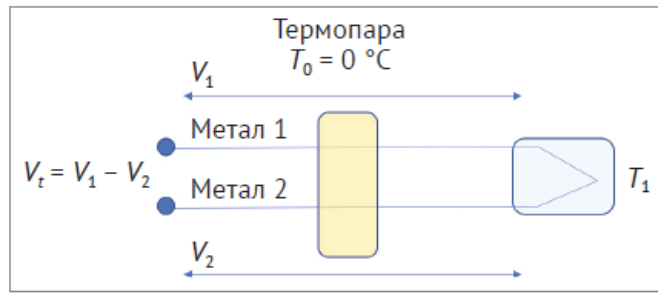 Термопара
T₀ = 0 °C
V₁
Метал 1
Vₜ = V₁ – V₂
Метал 2
T₁
V₂